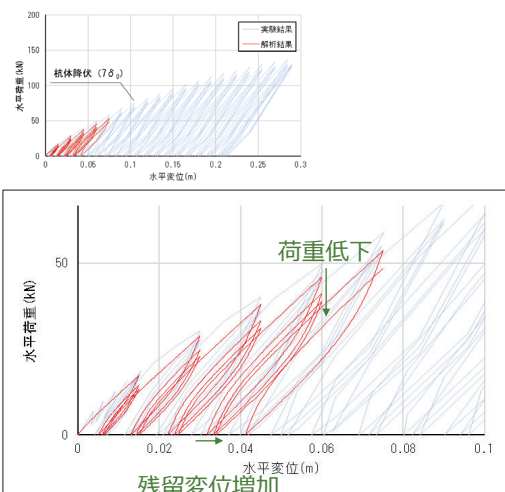 200
実験結果
解析結果
150
水平荷重(kN)
杭体降伏 (7δ₀)
100
50
0
0
0.05
0.1
0.15
0.2
0.25
0.3
水平変位(m)
荷重低下
50
水平荷重(kN)
0
0
0.02
0.04
0.06
0.08
0.1
水平変位(m)
残留変位増加